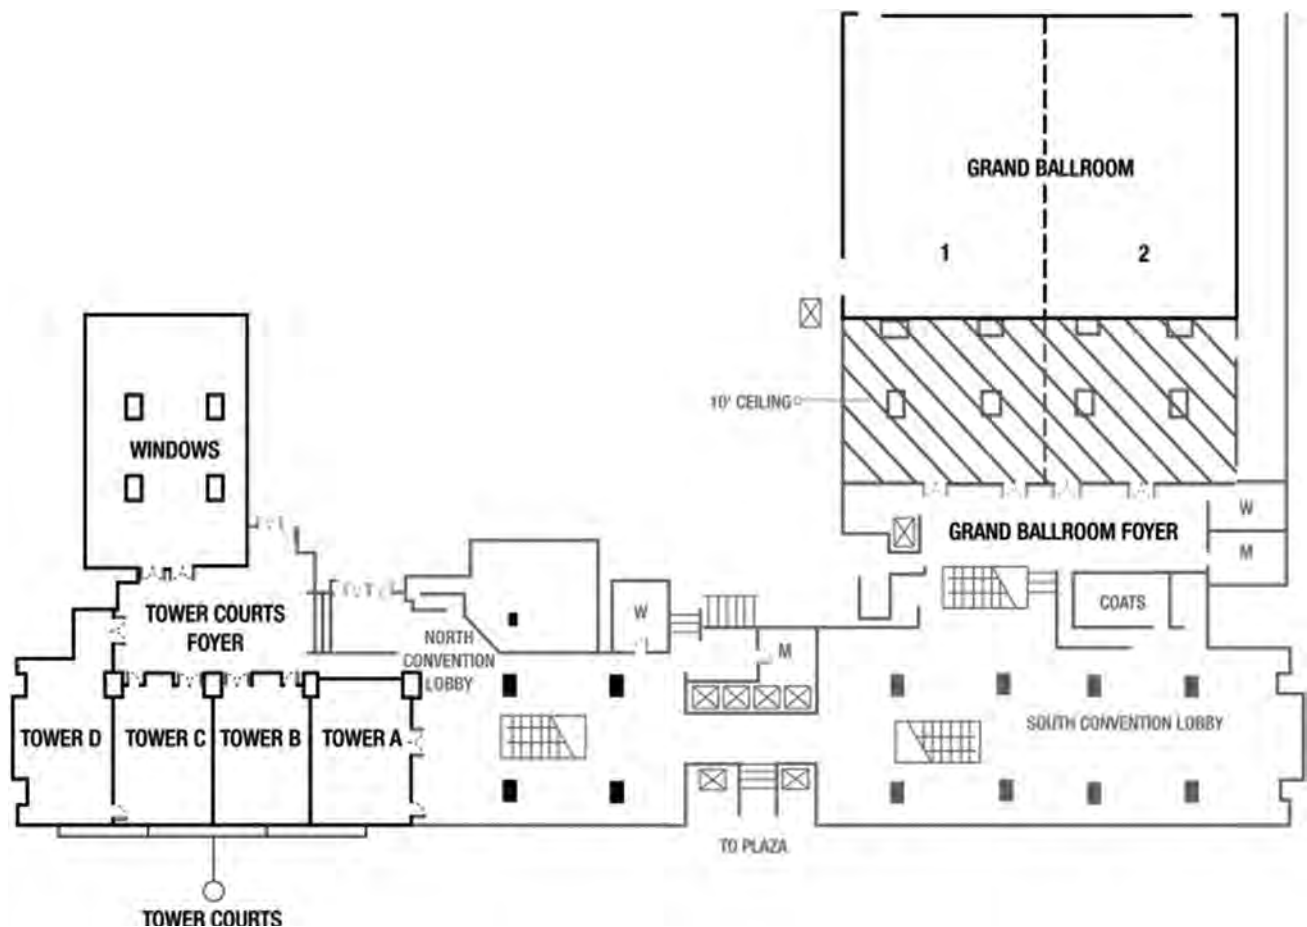 GRAND BALLROOM
1
2
10' CEILING
WINDOWS
GRAND BALLROOM FOYER
W
M
TOWER COURTS
FOYER
W
COATS
NORTH
CONVENTION
LOBBY
M
TOWER D
TOWER C
TOWER B
TOWER A
SOUTH CONVENTION LOBBY
TO PLAZA
TOWER COURTS